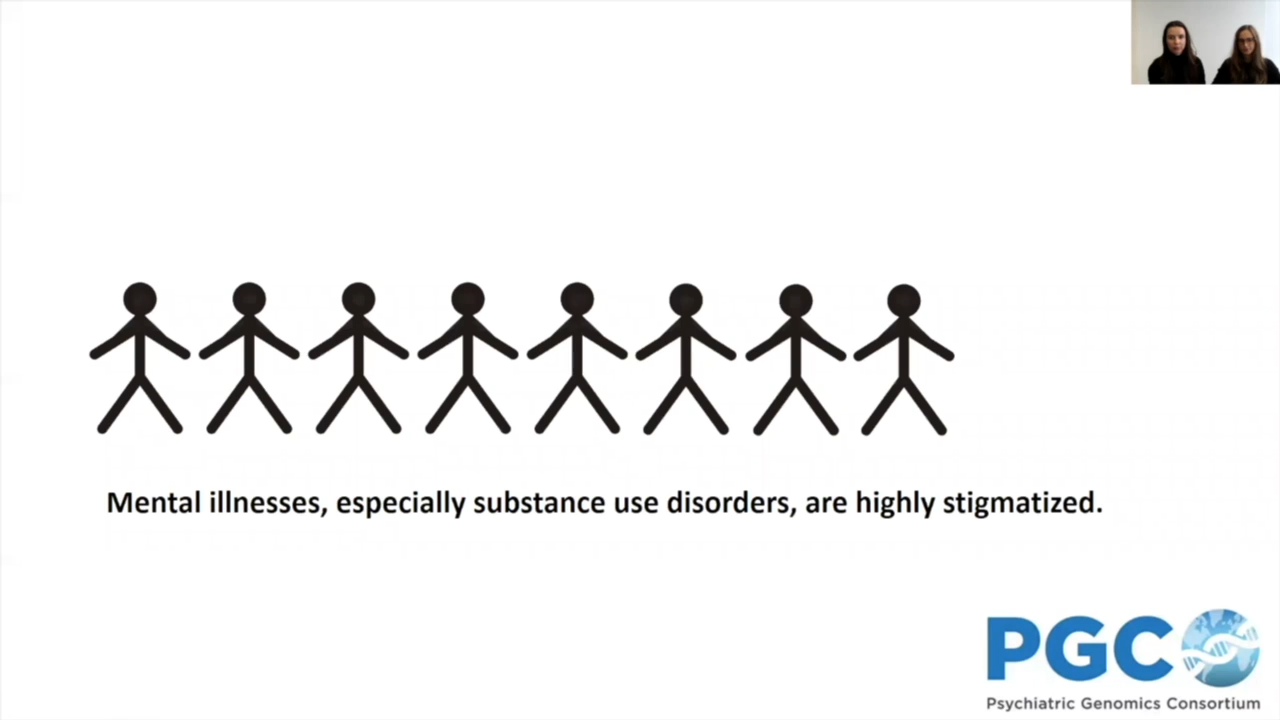 Mental illnesses, especially substance use disorders, are highly stigmatized.
PGC
Psychiatric Genomics Consortium